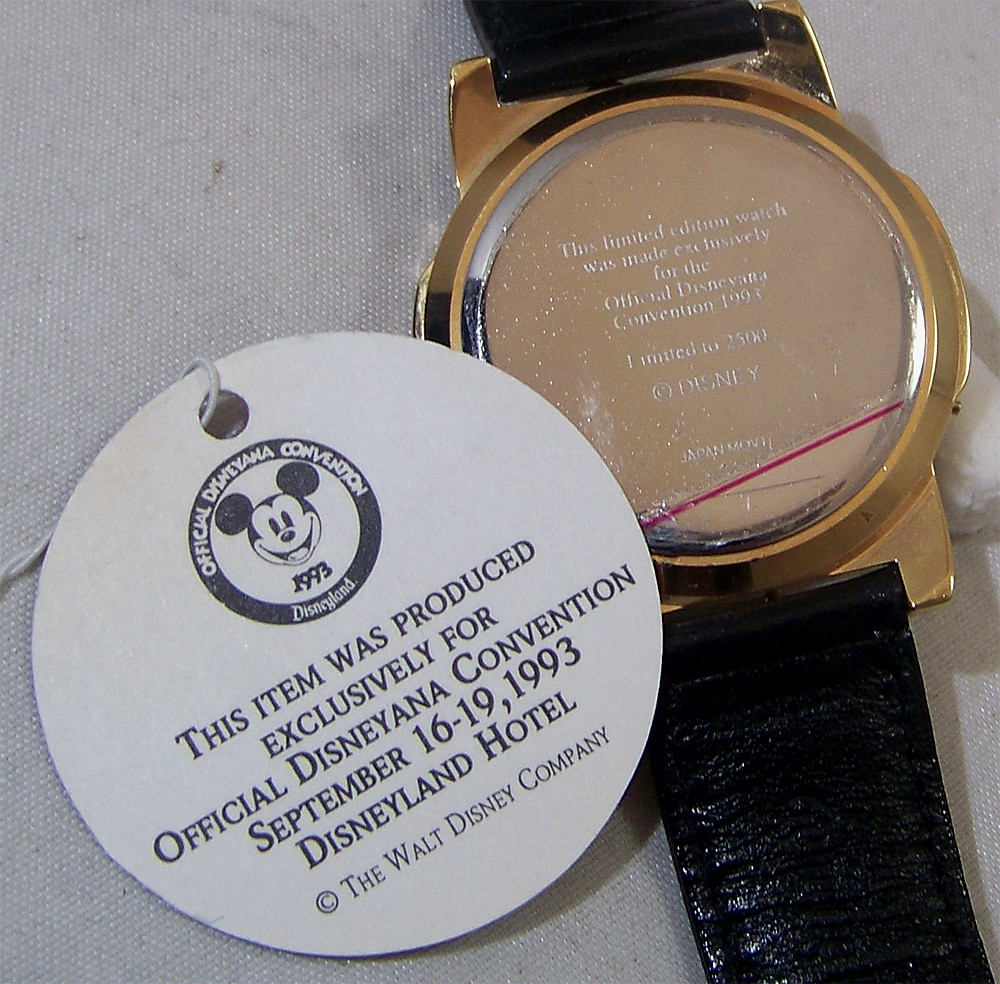 This limited edition watch
was made exclusively
for the
Official Disneyana
Convention 1993
Limited to 2500
© DISNEY
JAPAN MOV'T
OFFICIAL DISNEYANA CONVENTION
1993
Disneyland
THIS ITEM WAS PRODUCED
EXCLUSIVELY FOR
OFFICIAL DISNEYANA CONVENTION
SEPTEMBER 16-19, 1993
DISNEYLAND HOTEL
© THE WALT DISNEY COMPANY